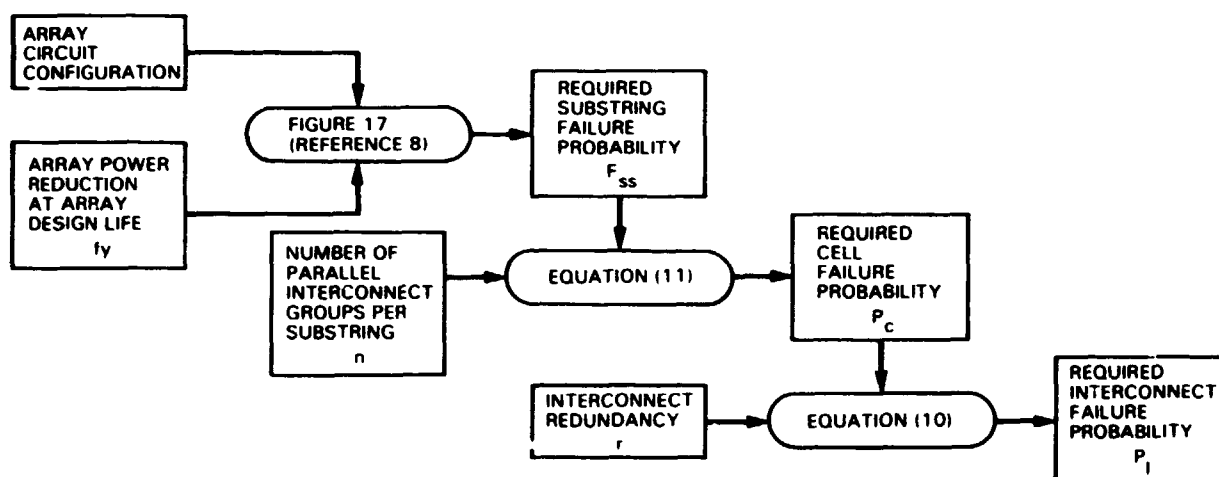 ARRAY
CIRCUIT
CONFIGURATION
FIGURE 17
(REFERENCE 8)
ARRAY POWER
REDUCTION
AT ARRAY
DESIGN LIFE
fy
REQUIRED
SUBSTRING
FAILURE
PROBABILITY
Fss
NUMBER OF
PARALLEL
INTERCONNECT
GROUPS PER
SUBSTRING
n
EQUATION (11)
REQUIRED
CELL
FAILURE
PROBABILITY
Pc
INTERCONNECT
REDUNDANCY
r
EQUATION (10)
REQUIRED
INTERCONNECT
FAILURE
PROBABILITY
PI